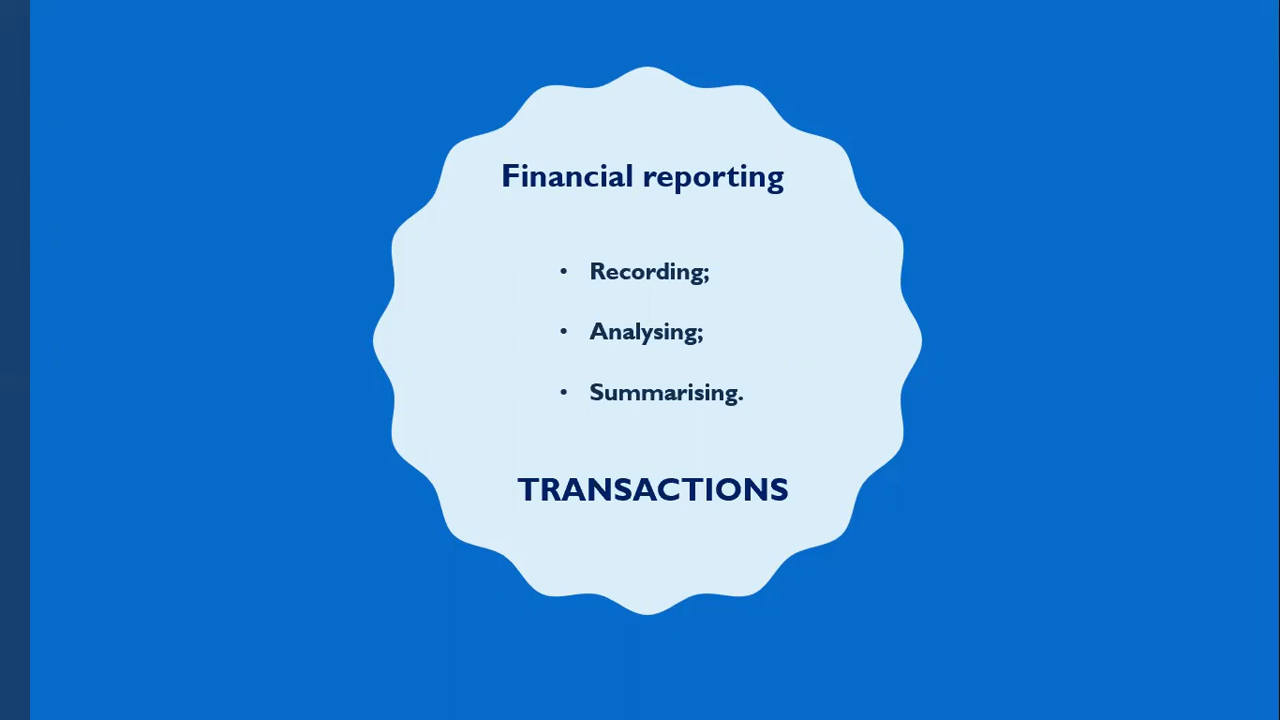 Financial reporting
• Recording;
• Analysing;
• Summarising.
TRANSACTIONS